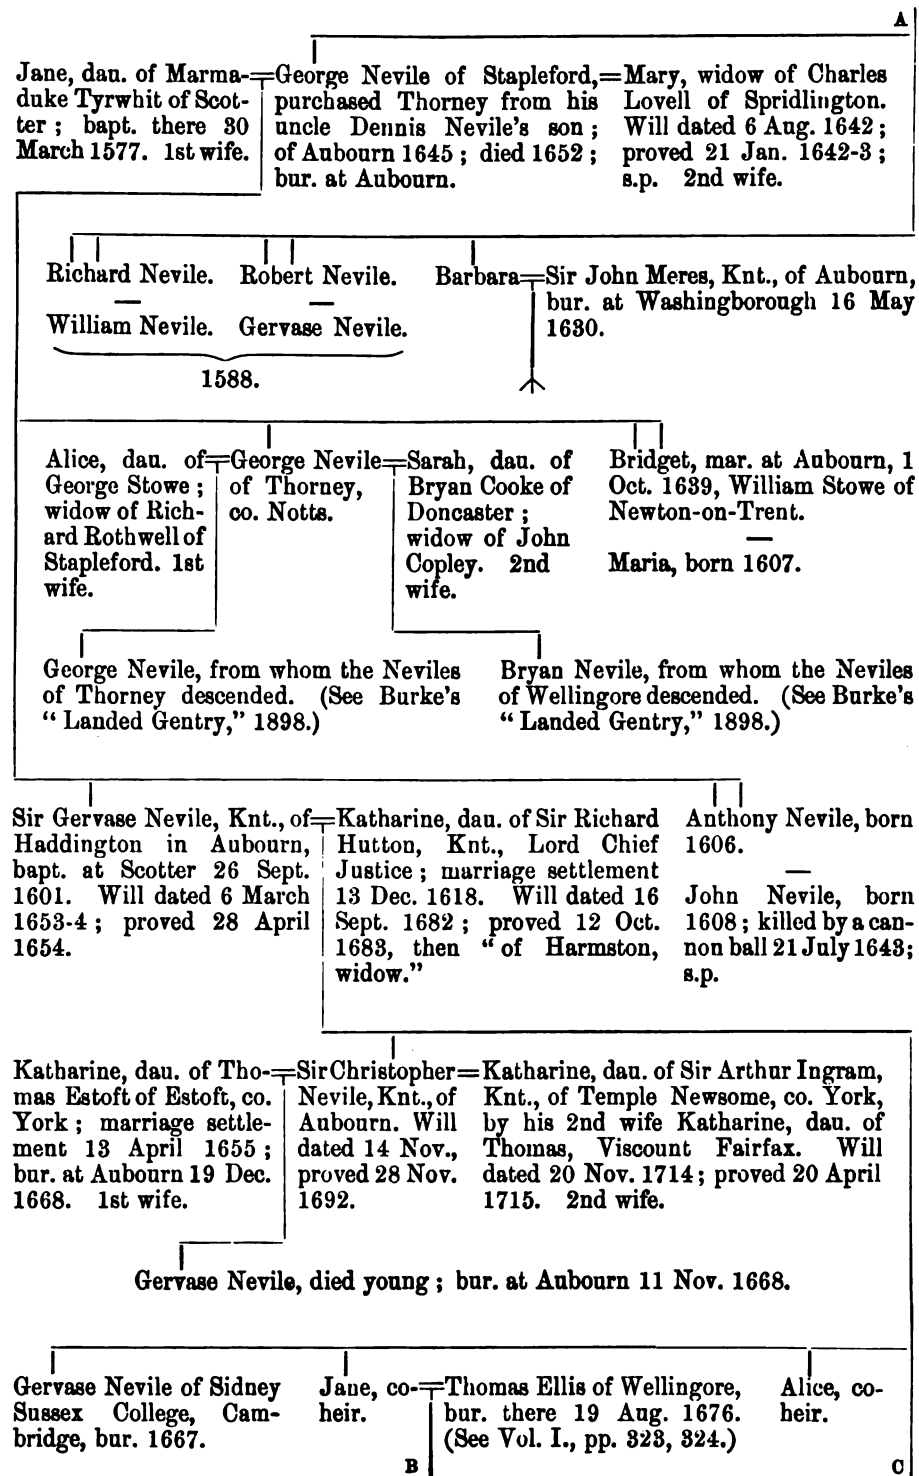 A
Jane, dau. of Marma-
duke Tyrwhit of Scot-
ter ; bapt. there 30
March 1577. 1st wife.
George Nevile of Stapleford,
purchased Thorney from his
uncle Dennis Nevile's son ;
of Aubourn 1645 ; died 1652 ;
bur. at Aubourn.
Mary, widow of Charles
Lovell of Spridlington.
Will dated 6 Aug. 1642 ;
proved 21 Jan. 1642-3 ;
s.p. 2nd wife.
Richard Nevile.
—
William Nevile.
Robert Nevile.
—
Gervase Nevile.
1588.
Barbara
Sir John Meres, Knt., of Aubourn,
bur. at Washingborough 16 May
1630.
Alice, dau. of
George Stowe ;
widow of Rich-
ard Rothwell of
Stapleford. 1st
wife.
George Nevile
of Thorney,
co. Notts.
Sarah, dau. of
Bryan Cooke of
Doncaster ;
widow of John
Copley. 2nd
wife.
Bridget, mar. at Aubourn, 1
Oct. 1639, William Stowe of
Newton-on-Trent.
—
Maria, born 1607.
George Nevile, from whom the Neviles
of Thorney descended. (See Burke's
" Landed Gentry," 1898.)
Bryan Nevile, from whom the Neviles
of Wellingore descended. (See Burke's
" Landed Gentry," 1898.)
Sir Gervase Nevile, Knt., of
Haddington in Aubourn,
bapt. at Scotter 26 Sept.
1601. Will dated 6 March
1653-4 ; proved 28 April
1654.
Katharine, dau. of Sir Richard
Hutton, Knt., Lord Chief
Justice ; marriage settlement
13 Dec. 1618. Will dated 16
Sept. 1682 ; proved 12 Oct.
1683, then " of Harmston,
widow."
Anthony Nevile, born
1606.
—
John Nevile, born
1608 ; killed by a can-
non ball 21 July 1643;
s.p.
Katharine, dau. of Tho-
mas Estoft of Estoft, co.
York ; marriage settle-
ment 13 April 1655 ;
bur. at Aubourn 19 Dec.
1668. 1st wife.
Sir Christopher
Nevile, Knt., of
Aubourn. Will
dated 14 Nov.,
proved 28 Nov.
1692.
Katharine, dau. of Sir Arthur Ingram,
Knt., of Temple Newsome, co. York,
by his 2nd wife Katharine, dau. of
Thomas, Viscount Fairfax. Will
dated 20 Nov. 1714 ; proved 20 April
1715. 2nd wife.
Gervase Nevile, died young ; bur. at Aubourn 11 Nov. 1668.
Gervase Nevile of Sidney
Sussex College, Cam-
bridge, bur. 1667.
Jane, co-
heir.
Thomas Ellis of Wellingore,
bur. there 19 Aug. 1676.
(See Vol. I., pp. 323, 324.)
Alice, co-
heir.
B
C